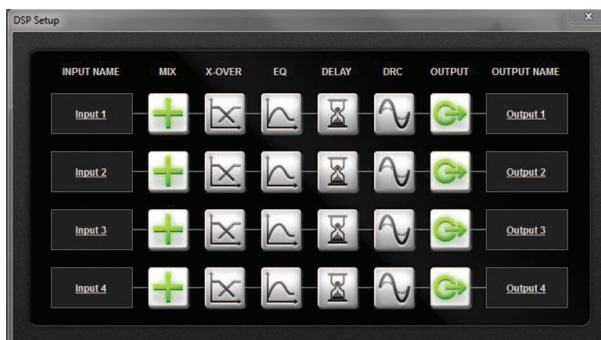 DSP Setup
x
INPUT NAME MIX X-OVER EQ DELAY DRC OUTPUT OUTPUT NAME
Input 1 Output 1
Input 2 Output 2
Input 3 Output 3
Input 4 Output 4